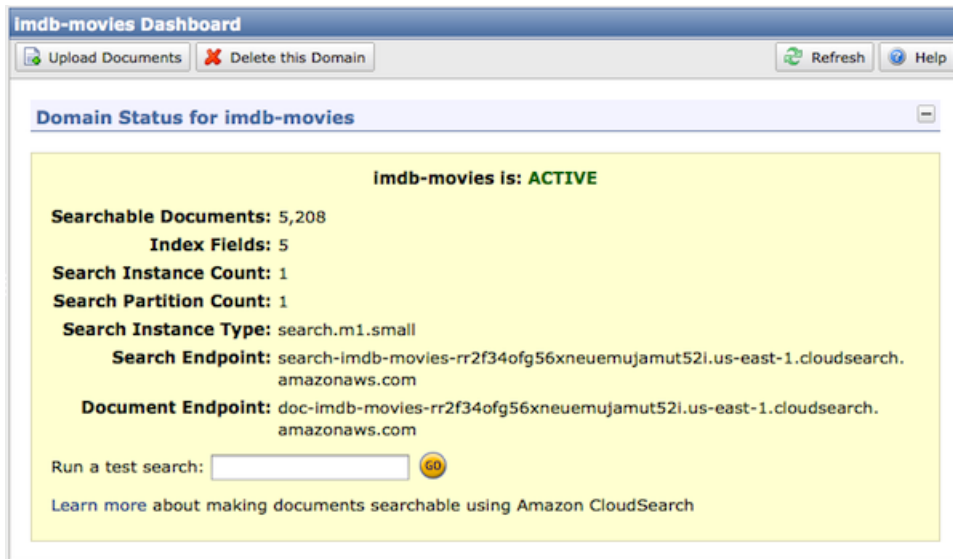 imdb-movies Dashboard
Upload Documents Delete this Domain Refresh Help
Domain Status for imdb-movies
imdb-movies is: ACTIVE
Searchable Documents: 5,208
Index Fields: 5
Search Instance Count: 1
Search Partition Count: 1
Search Instance Type: search.m1.small
Search Endpoint: search-imdb-movies-rr2f34ofg56xneuemujamut52i.us-east-1.cloudsearch.
amazonaws.com
Document Endpoint: doc-imdb-movies-rr2f34ofg56xneuemujamut52i.us-east-1.cloudsearch.
amazonaws.com
Run a test search: GO
Learn more about making documents searchable using Amazon CloudSearch